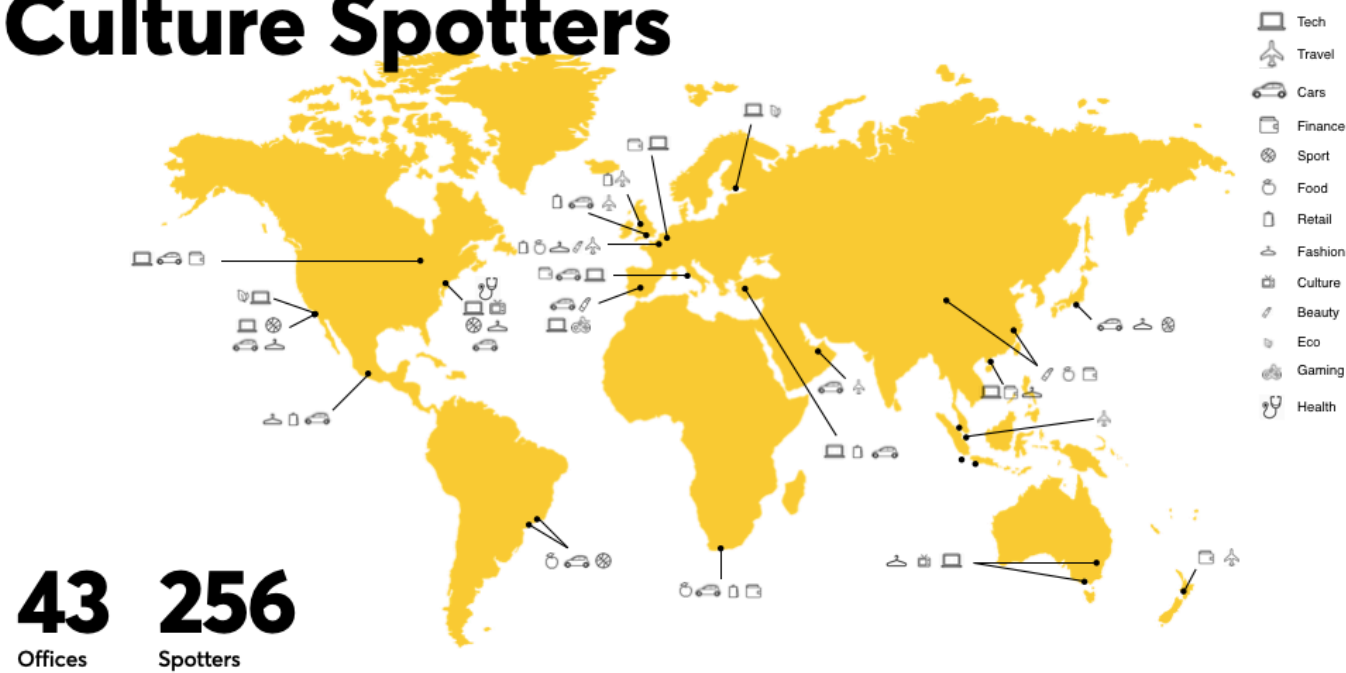 Culture Spotters
Tech
Travel
Cars
Finance
Sport
Food
Retail
Fashion
Culture
Beauty
Eco
Gaming
Health
43
Offices
256
Spotters